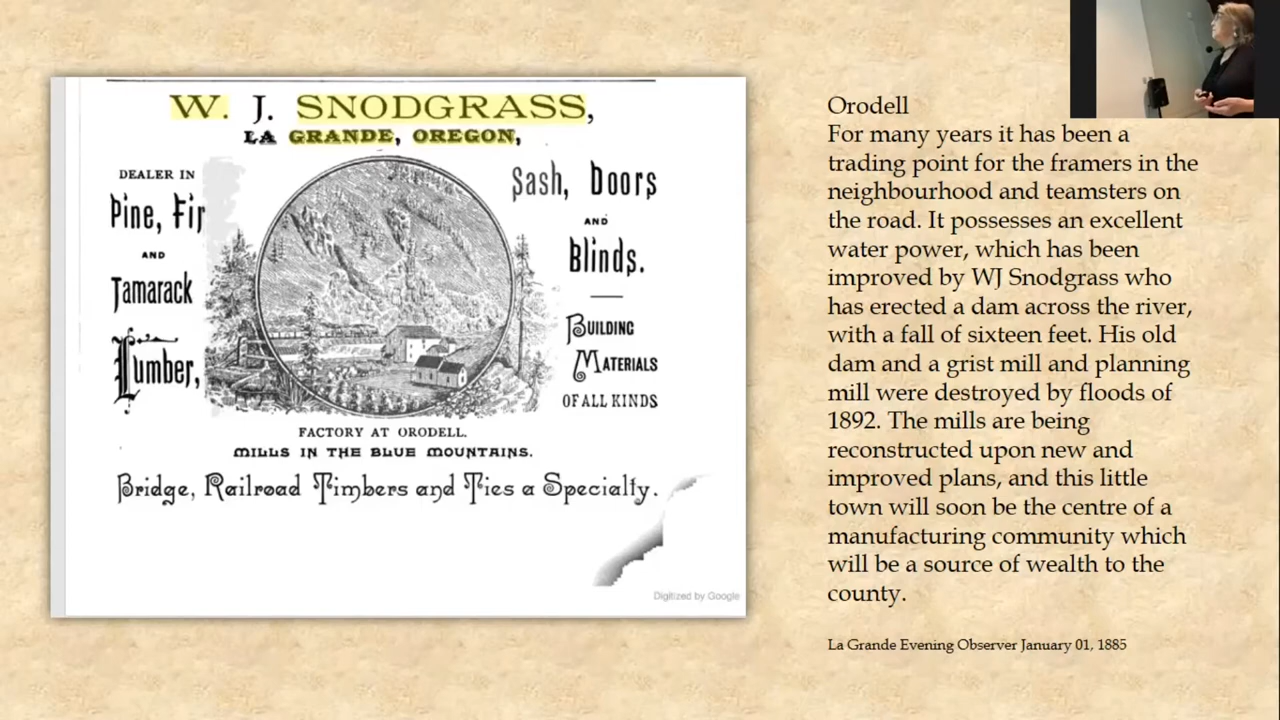 W. J. SNODGRASS,
LA GRANDE, OREGON,
DEALER IN
Pine, Fir
AND
Tamarack
Lumber,
Sash, Doors
AND
Blinds.
BUILDING
MATERIALS
OF ALL KINDS
FACTORY AT ORODELL.
MILLS IN THE BLUE MOUNTAINS.
Bridge, Railroad Timbers and Ties a Specialty.
Digitized by Google
Orodell
For many years it has been a
trading point for the framers in the
neighbourhood and teamsters on
the road. It possesses an excellent
water power, which has been
improved by WJ Snodgrass who
has erected a dam across the river,
with a fall of sixteen feet. His old
dam and a grist mill and planning
mill were destroyed by floods of
1892. The mills are being
reconstructed upon new and
improved plans, and this little
town will soon be the centre of a
manufacturing community which
will be a source of wealth to the
county.
La Grande Evening Observer January 01, 1885